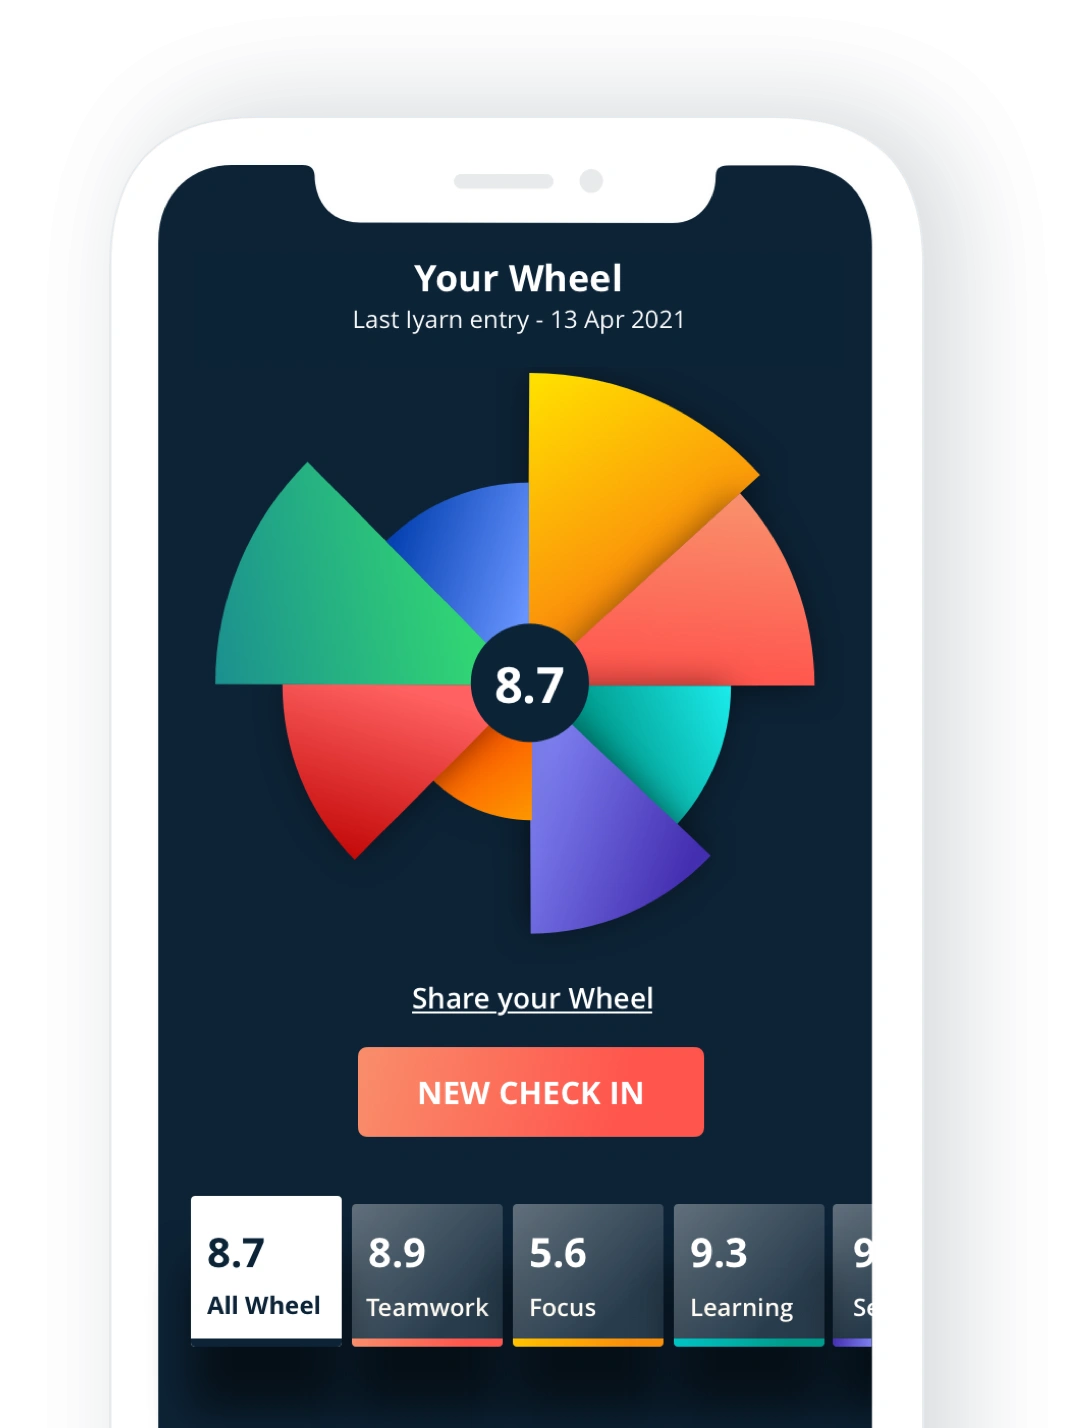 Your Wheel
Last lyarn entry - 13 Apr 2021
8.7
Share your Wheel
NEW CHECK IN
8.7 8.9 5.6 9.3
All Wheel Teamwork Focus Learning